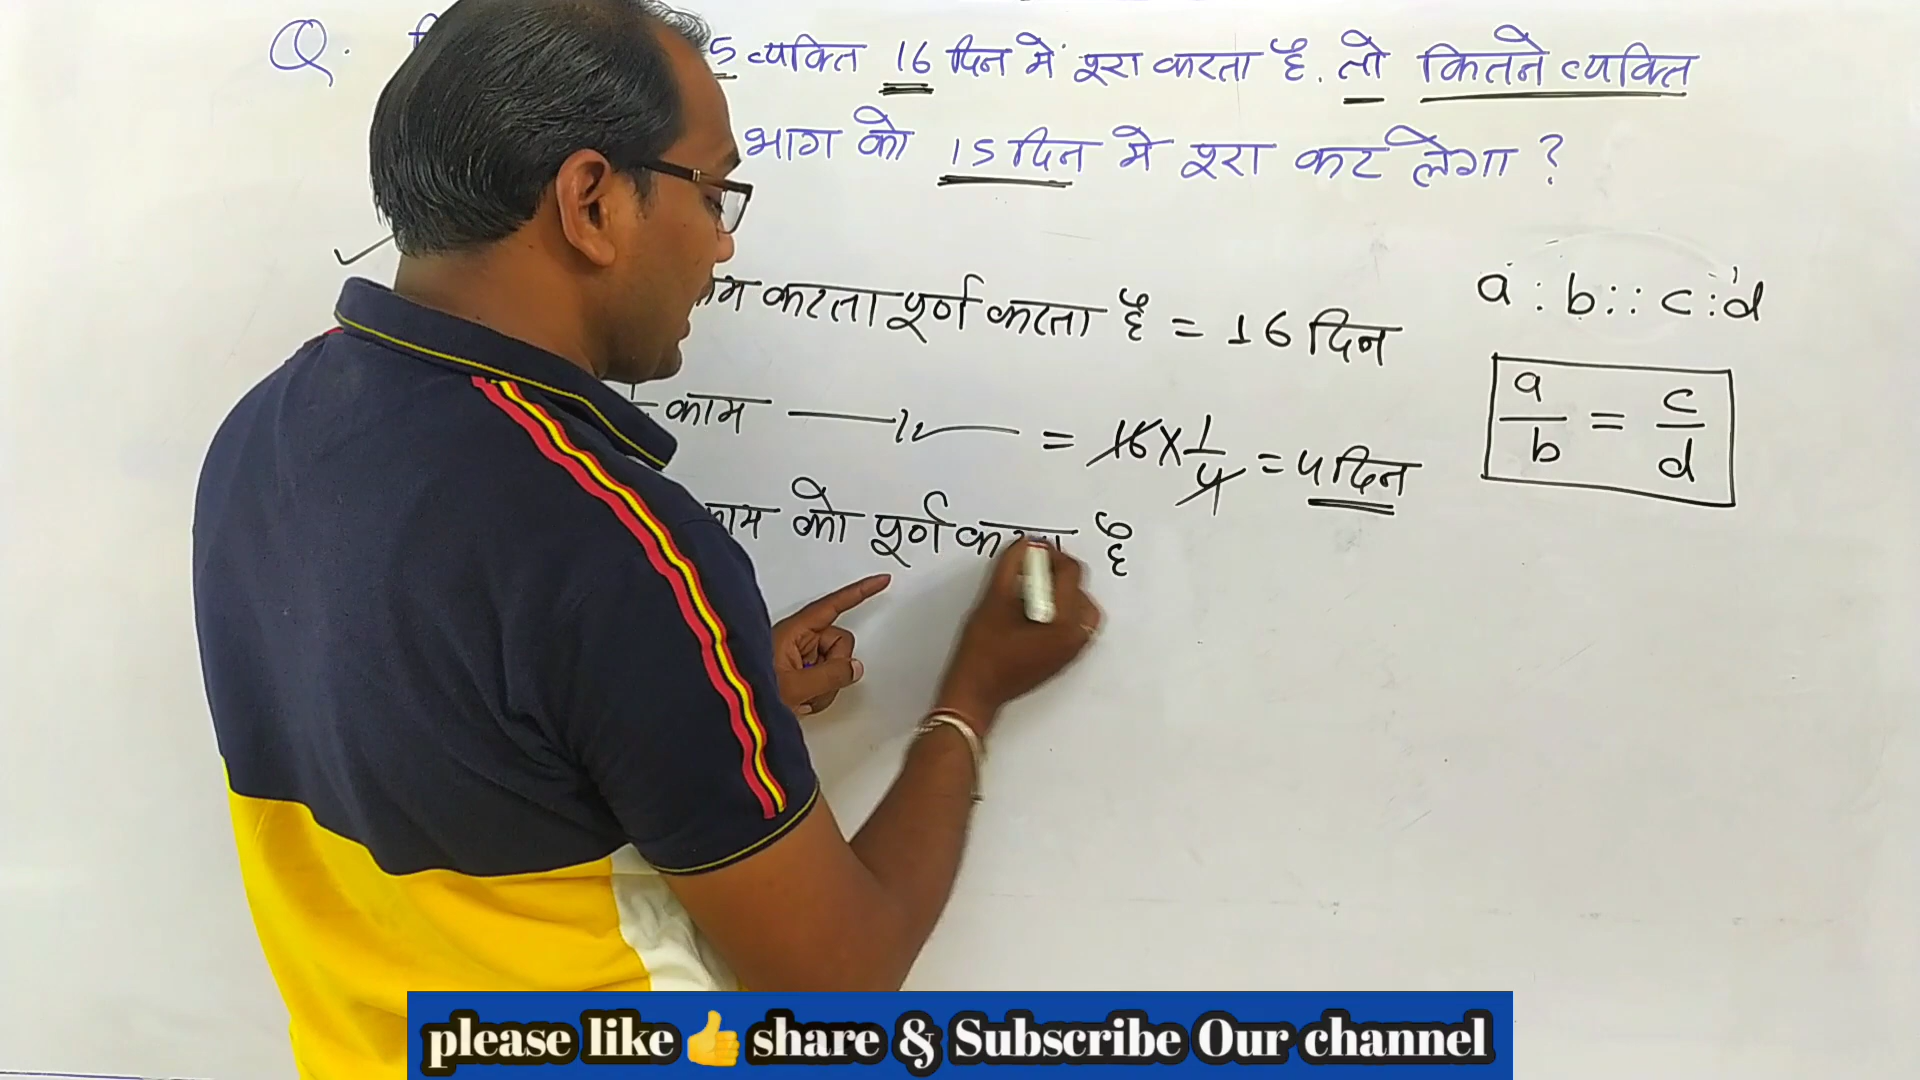 Q. 5 व्यक्ति 16 दिन में पूरा करता है. तो कितने व्यक्ति
भाग को 15 दिन में पूरा कर लेगा ?
काम करता पूर्ण करता है = 16 दिन
काम = 16 X 1/4 = 4 दिन
काम को पूर्ण करता है
a : b :: c : d
a/b = c/d
please like 👍 share & Subscribe Our channel